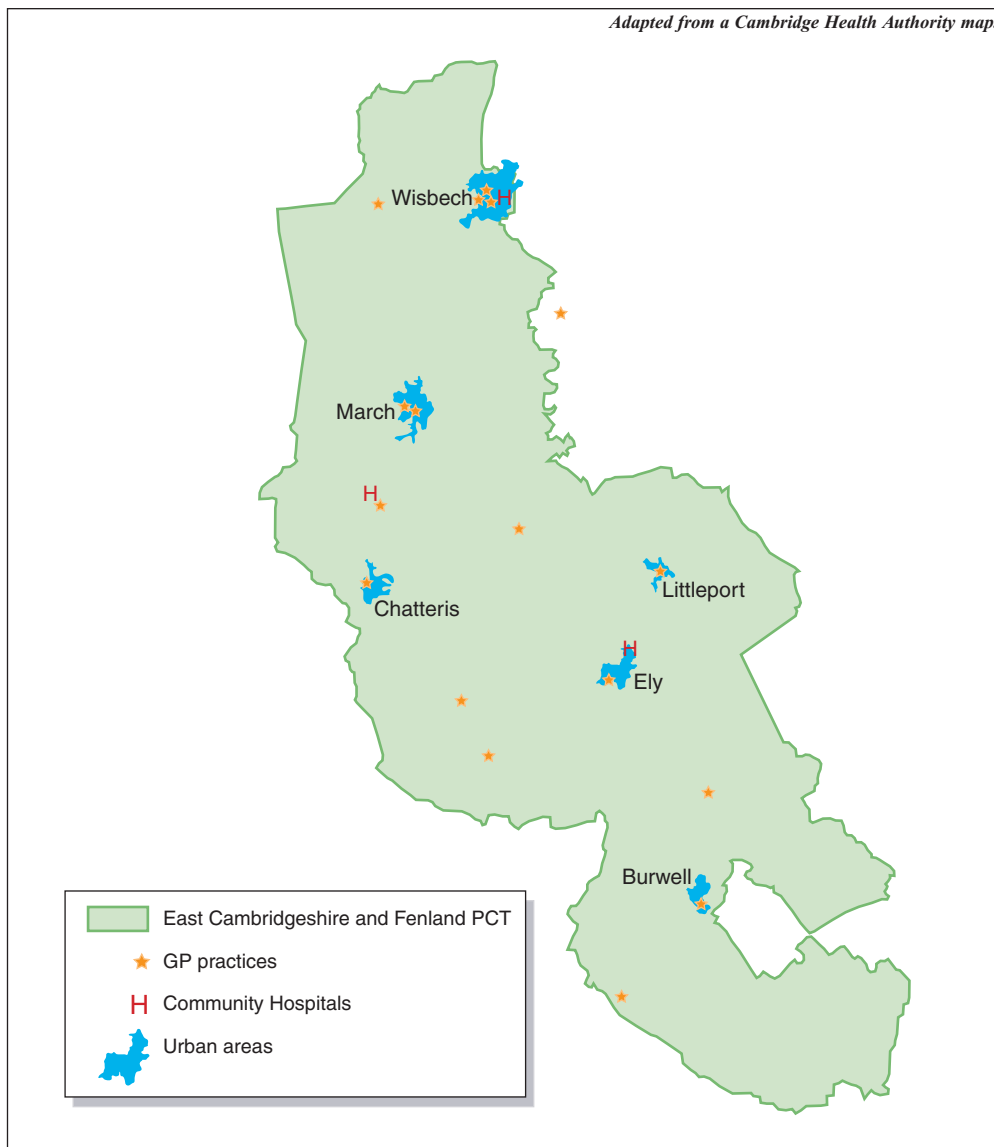 Adapted from a Cambridge Health Authority map.
Wisbech
H
March
H
Chatteris
Littleport
H
Ely
Burwell
East Cambridgeshire and Fenland PCT
GP practices
H Community Hospitals
Urban areas